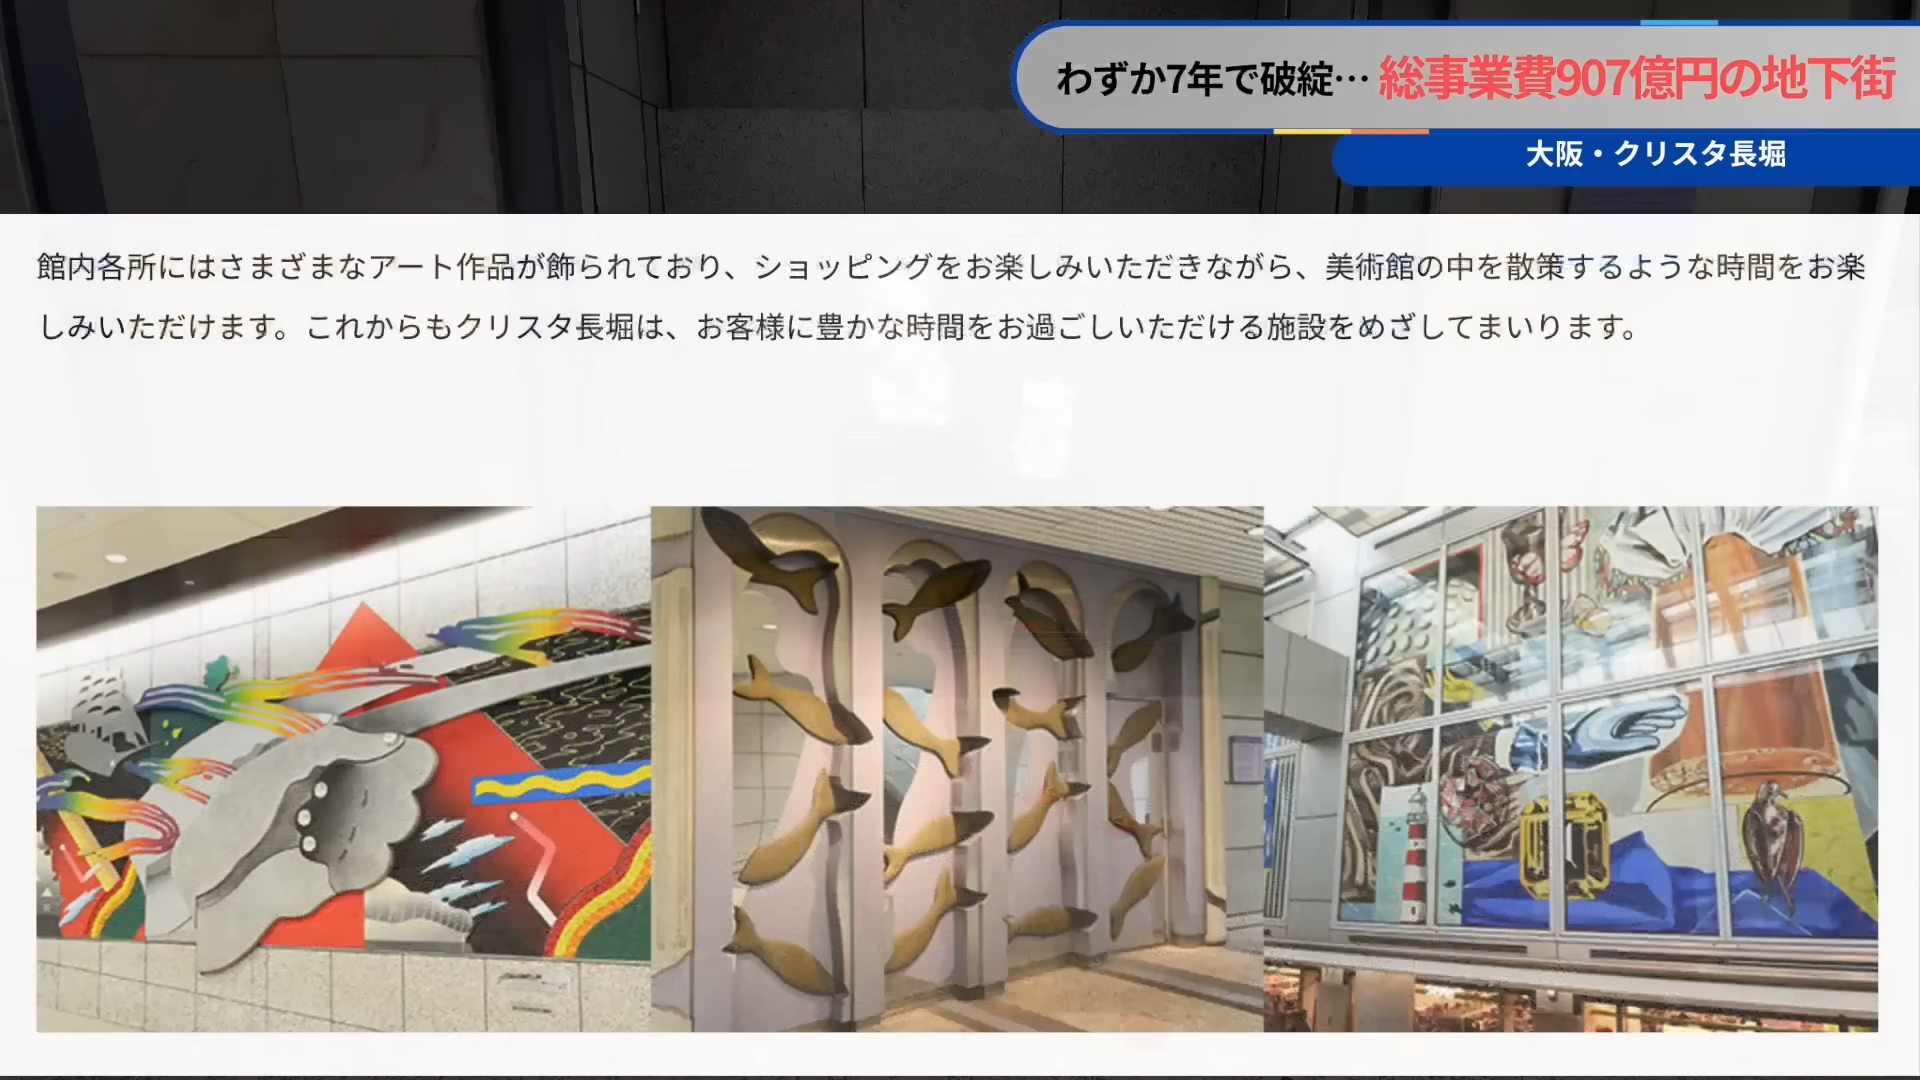 わずか7年で破綻… 総事業費907億円の地下街
大阪・クリスタ長堀
館内各所にはさまざまなアート作品が飾られており、ショッピングをお楽しみいただきながら、美術館の中を散策するような時間をお楽
しみいただけます。これからもクリスタ長堀は、お客様に豊かな時間をお過ごしいただける施設をめざしてまいります。